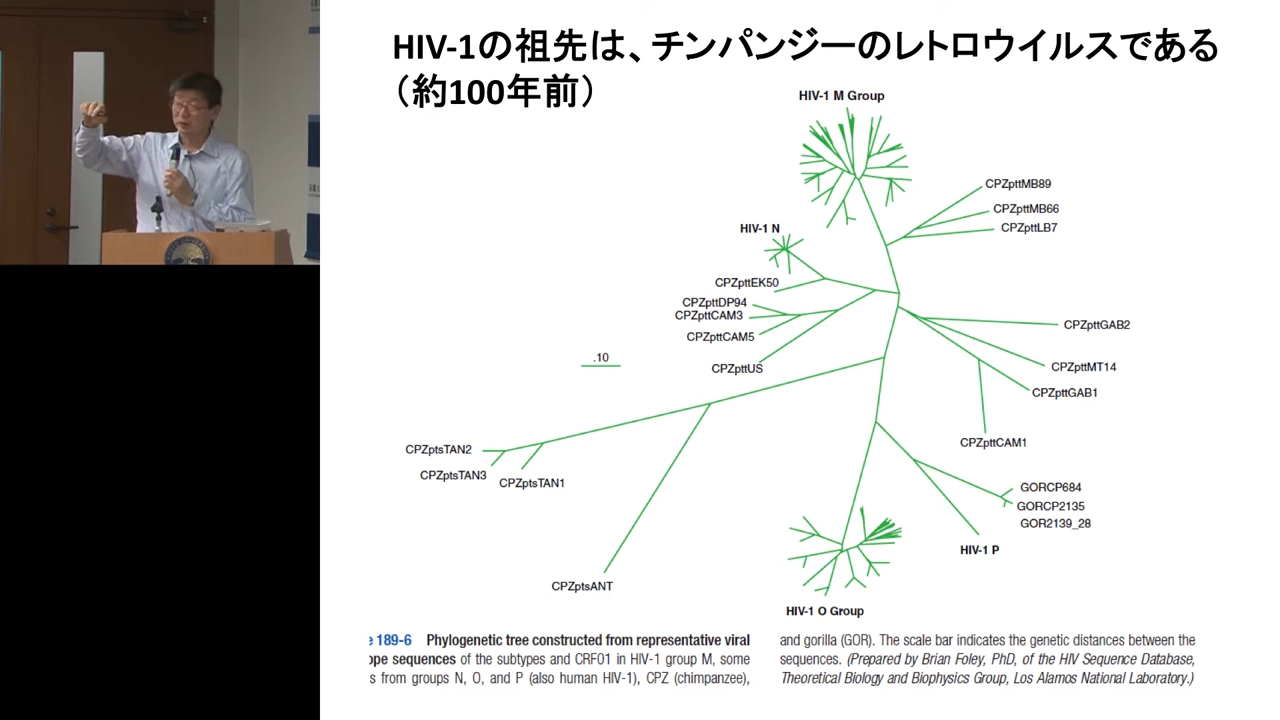 HIV-1の祖先は、チンパンジーのレトロウイルスである
（約100年前）
HIV-1 M Group
CPZpttMB89
CPZpttMB66
CPZpttLB7
HIV-1 N
CPZpttEK50
CPZpttDP94
CPZpttCAM3
CPZpttCAM5
CPZpttUS
.10
CPZpttGAB2
CPZpttMT14
CPZpttGAB1
CPZpttCAM1
CPZptsTAN2
CPZptsTAN3
CPZptsTAN1
CPZptsANT
GORCP684
GORCP2135
GOR2139_28
HIV-1 P
HIV-1 O Group
e 189-6 Phylogenetic tree constructed from representative viral
ope sequences of the subtypes and CRF01 in HIV-1 group M, some
s from groups N, O, and P (also human HIV-1), CPZ (chimpanzee),
and gorilla (GOR). The scale bar indicates the genetic distances between the
sequences. (Prepared by Brian Foley, PhD, of the HIV Sequence Database,
Theoretical Biology and Biophysics Group, Los Alamos National Laboratory.)